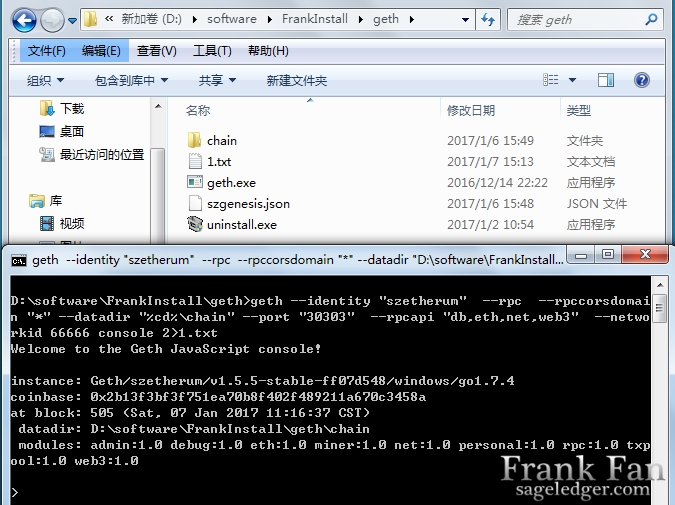 新加卷 (D:) software FrankInstall geth 搜索 geth
文件(F) 编辑(E) 查看(V) 工具(T) 帮助(H)
组织 包含到库中 共享 新建文件夹
名称 修改日期 类型
下载
桌面
最近访问的位置
库
视频
chain 2017/1/6 15:49 文件夹
1.txt 2017/1/7 15:13 文本文档
geth.exe 2016/12/14 22:22 应用程序
szgenesis.json 2017/1/6 15:48 JSON 文件
uninstall.exe 2017/1/2 10:54 应用程序
geth --identity "szetherum" --rpc --rpccorsdomain "*" --datadir "D:\software\FrankInstall...
D:\software\FrankInstall\geth>geth --identity "szetherum"  --rpc  --rpccorsdomai
n "*" --datadir "%cd%\chain" --port "30303"  --rpcapi "db,eth,net,web3"  --netwo
rkid 66666 console 2>1.txt
Welcome to the Geth JavaScript console!
instance: Geth/szetherum/v1.5.5-stable-ff07d548/windows/go1.7.4
coinbase: 0x2b13f3bf3f751ea70b8f402f489211a670c3458a
at block: 505 (Sat, 07 Jan 2017 11:16:37 CST)
datadir: D:\software\FrankInstall\geth\chain
modules: admin:1.0 debug:1.0 eth:1.0 miner:1.0 net:1.0 personal:1.0 rpc:1.0 txp
ool:1.0 web3:1.0
>
Frank Fan
sageledger.com